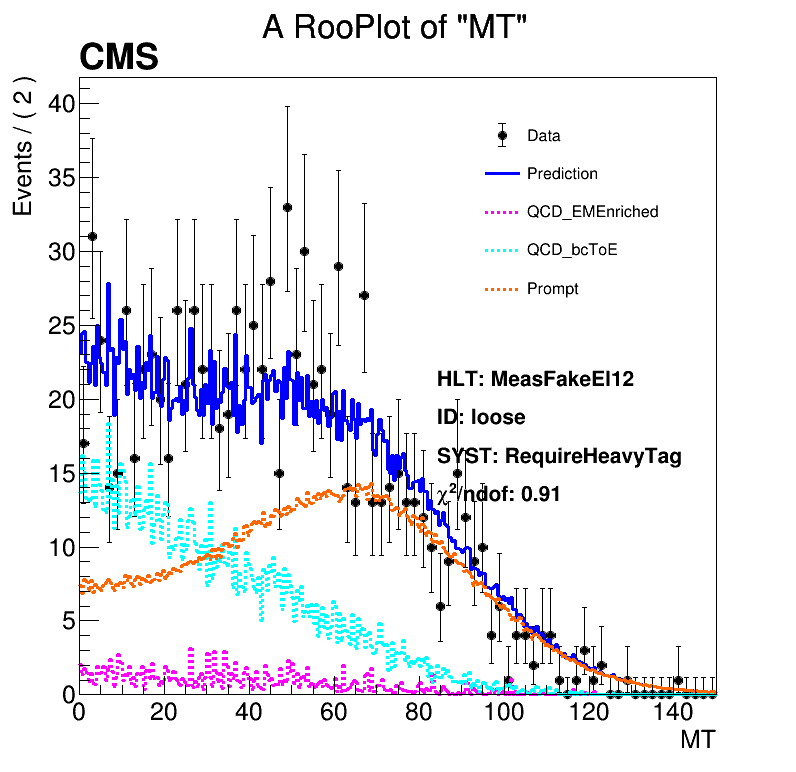 A RooPlot of "MT"
CMS
Events / ( 2 )
40
35
30
25
20
15
10
5
0
Data
Prediction
QCD_EMEnriched
QCD_bcToE
Prompt
HLT: MeasFakeEl12
ID: loose
SYST: RequireHeavyTag
χ²/ndof: 0.91
0 20 40 60 80 100 120 140
MT